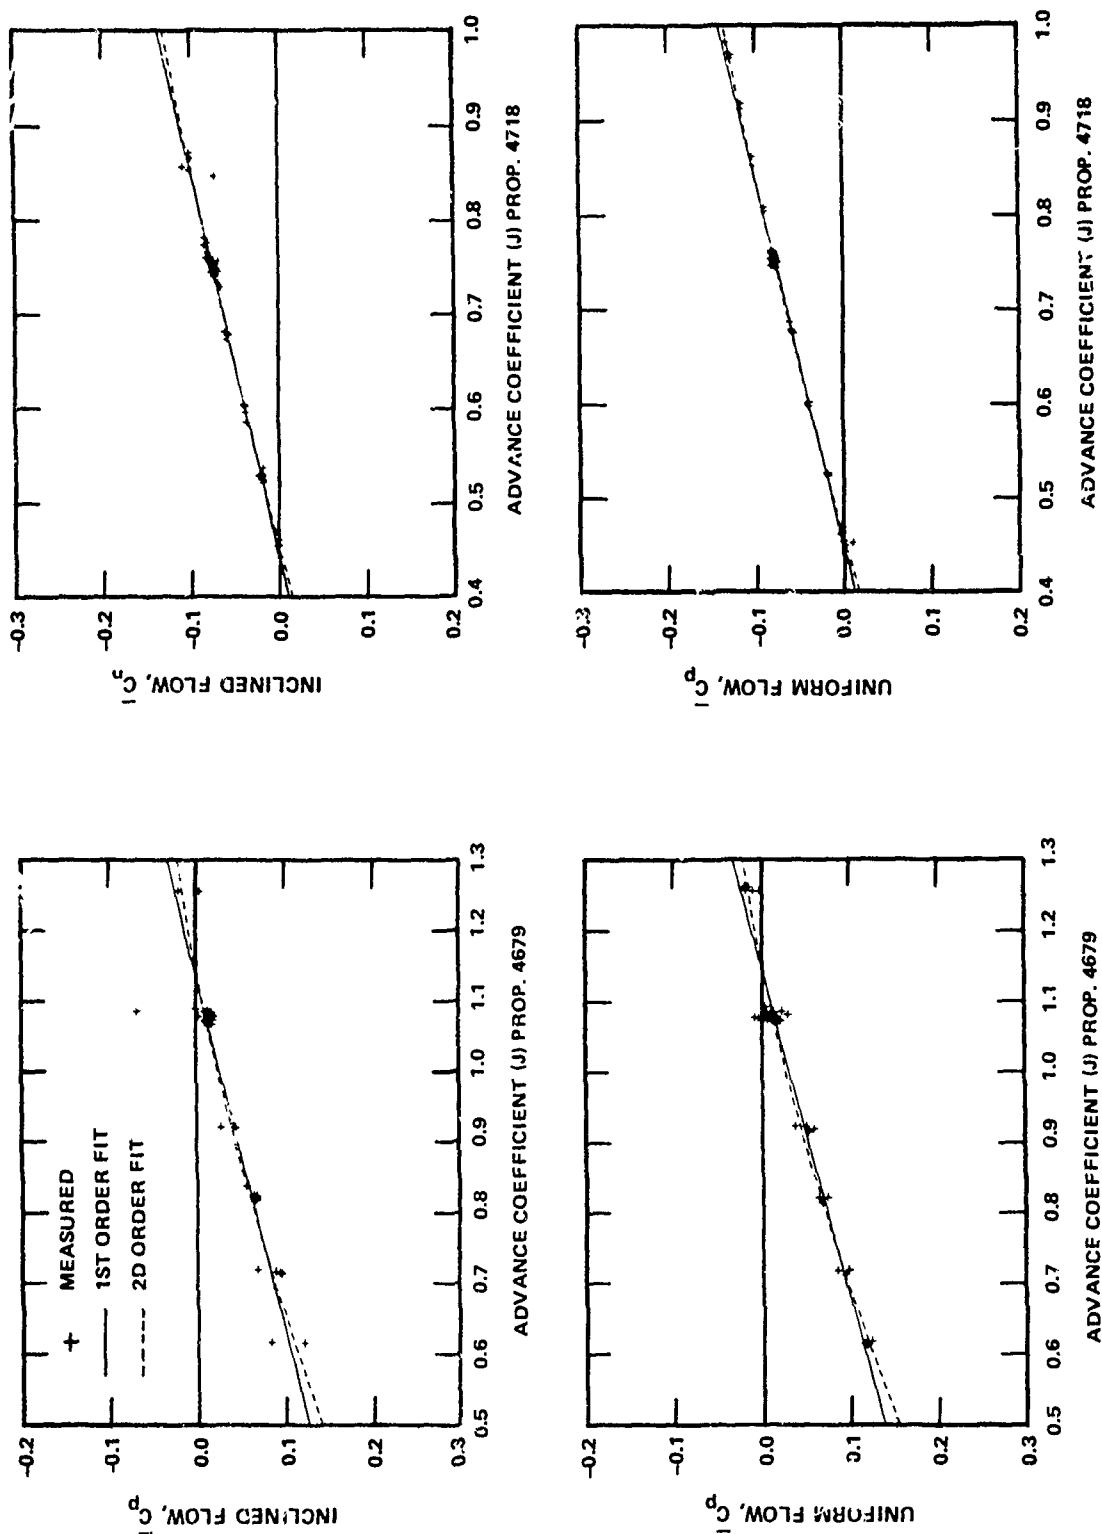 -0.2
-0.1
0.0
0.1
0.2
0.3
INCLINED FLOW, C̅p
+ MEASURED
1ST ORDER FIT
2D ORDER FIT
0.5 0.6 0.7 0.8 0.9 1.0 1.1 1.2 1.3
ADVANCE COEFFICIENT (J) PROP. 4679
-0.3
-0.2
-0.1
0.0
0.1
0.2
INCLINED FLOW, C̅p
0.4 0.5 0.6 0.7 0.8 0.9 1.0
ADVANCE COEFFICIENT (J) PROP. 4718
-0.2
-0.1
0.0
0.1
0.2
0.3
UNIFORM FLOW, C̅p
0.5 0.6 0.7 0.8 0.9 1.0 1.1 1.2 1.3
ADVANCE COEFFICIENT (J) PROP. 4679
-0.3
-0.2
-0.1
0.0
0.1
0.2
UNIFORM FLOW, C̅p
0.4 0.5 0.6 0.7 0.8 0.9 1.0
ADVANCE COEFFICIENT (J) PROP. 4718